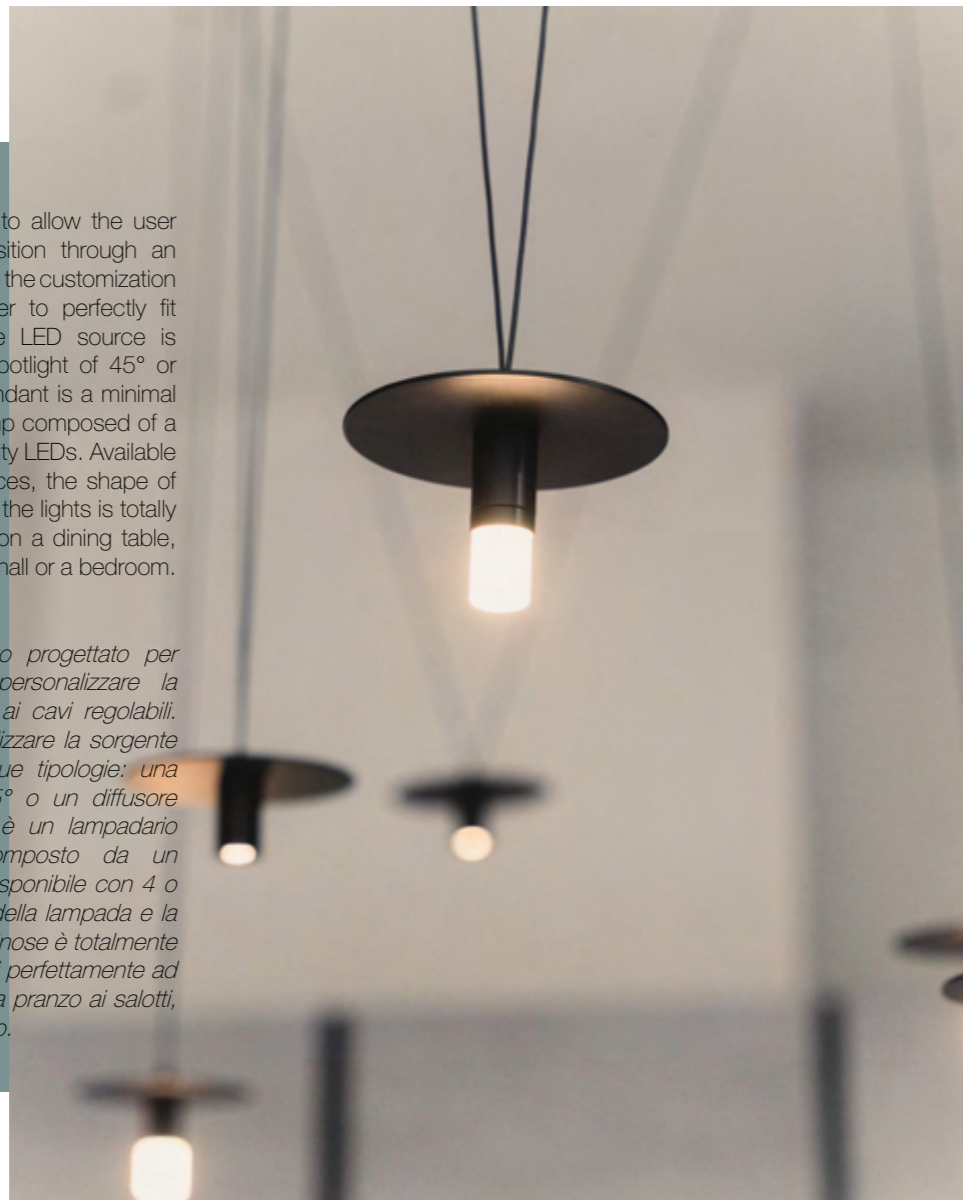 to allow the user
sition through an
the customization
er to perfectly fit
e LED source is
potlight of 45° or
ndant is a minimal
p composed of a
ty LEDs. Available
ces, the shape of
the lights is totally
on a dining table,
hall or a bedroom.
o progettato per
personalizzare la
ai cavi regolabili.
izzare la sorgente
ue tipologie: una
5° o un diffusore
è un lampadario
omposto da un
sponibile con 4 o
della lampada e la
inose è totalmente
i perfettamente ad
a pranzo ai salotti,
o.